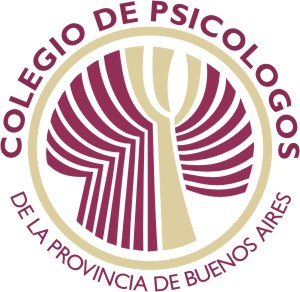 COLEGIO DE PSICOLOGOS
DE LA PROVINCIA DE BUENOS AIRES